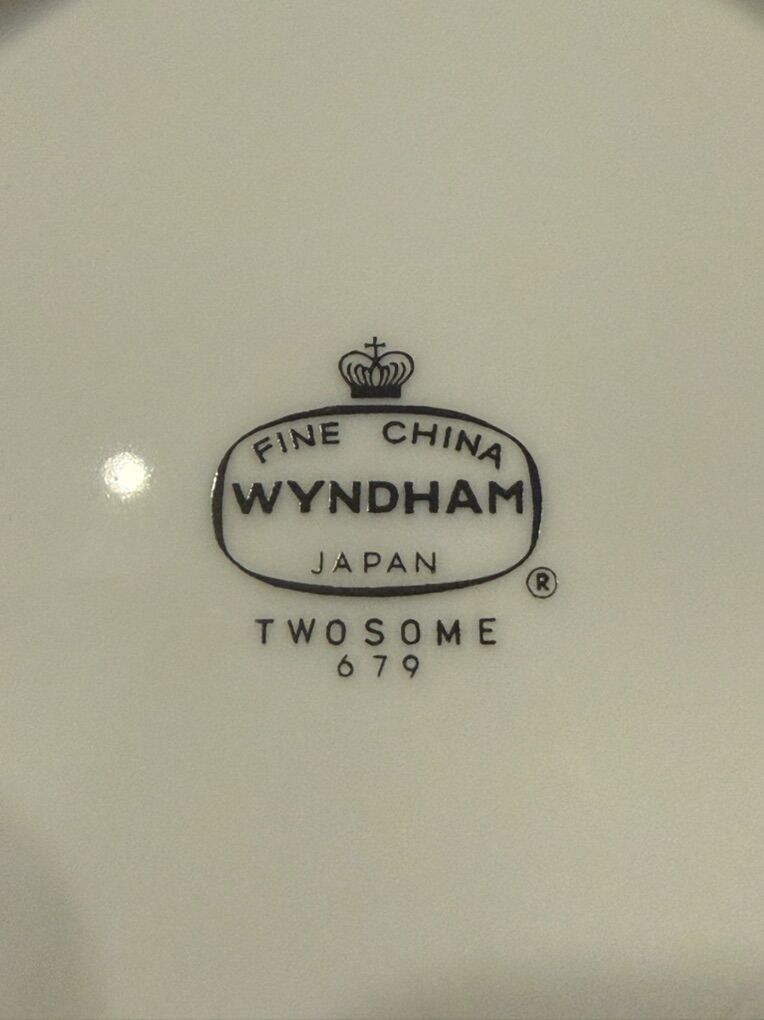 FINE CHINA
WYNDHAM
JAPAN
®
TWOSOME
679